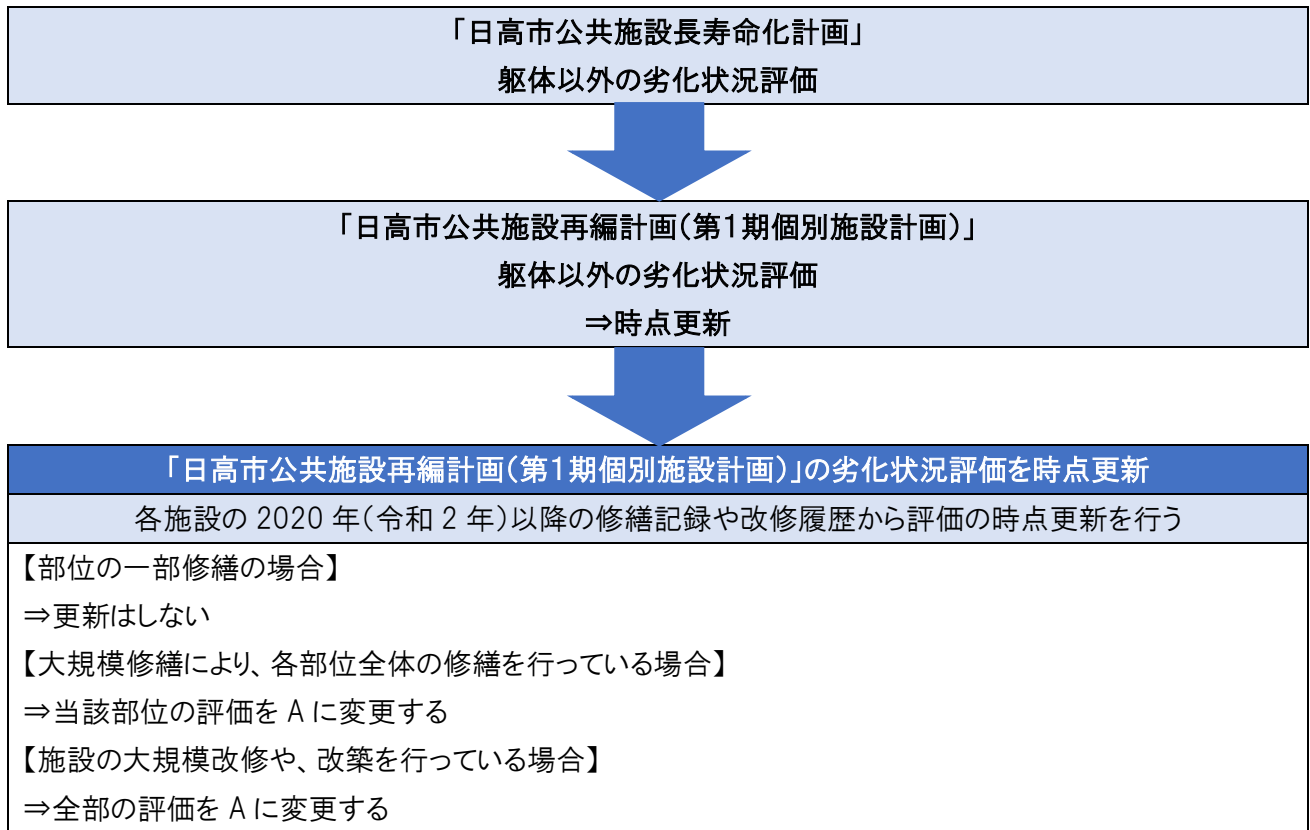 「日高市公共施設長寿命化計画」
躯体以外の劣化状況評価
「日高市公共施設再編計画(第1期個別施設計画)」
躯体以外の劣化状況評価
⇒時点更新
「日高市公共施設再編計画(第1期個別施設計画)」の劣化状況評価を時点更新
各施設の 2020 年(令和 2 年)以降の修繕記録や改修履歴から評価の時点更新を行う
【部位の一部修繕の場合】
⇒更新はしない
【大規模修繕により、各部位全体の修繕を行っている場合】
⇒当該部位の評価を A に変更する
【施設の大規模改修や、改築を行っている場合】
⇒全部の評価を A に変更する